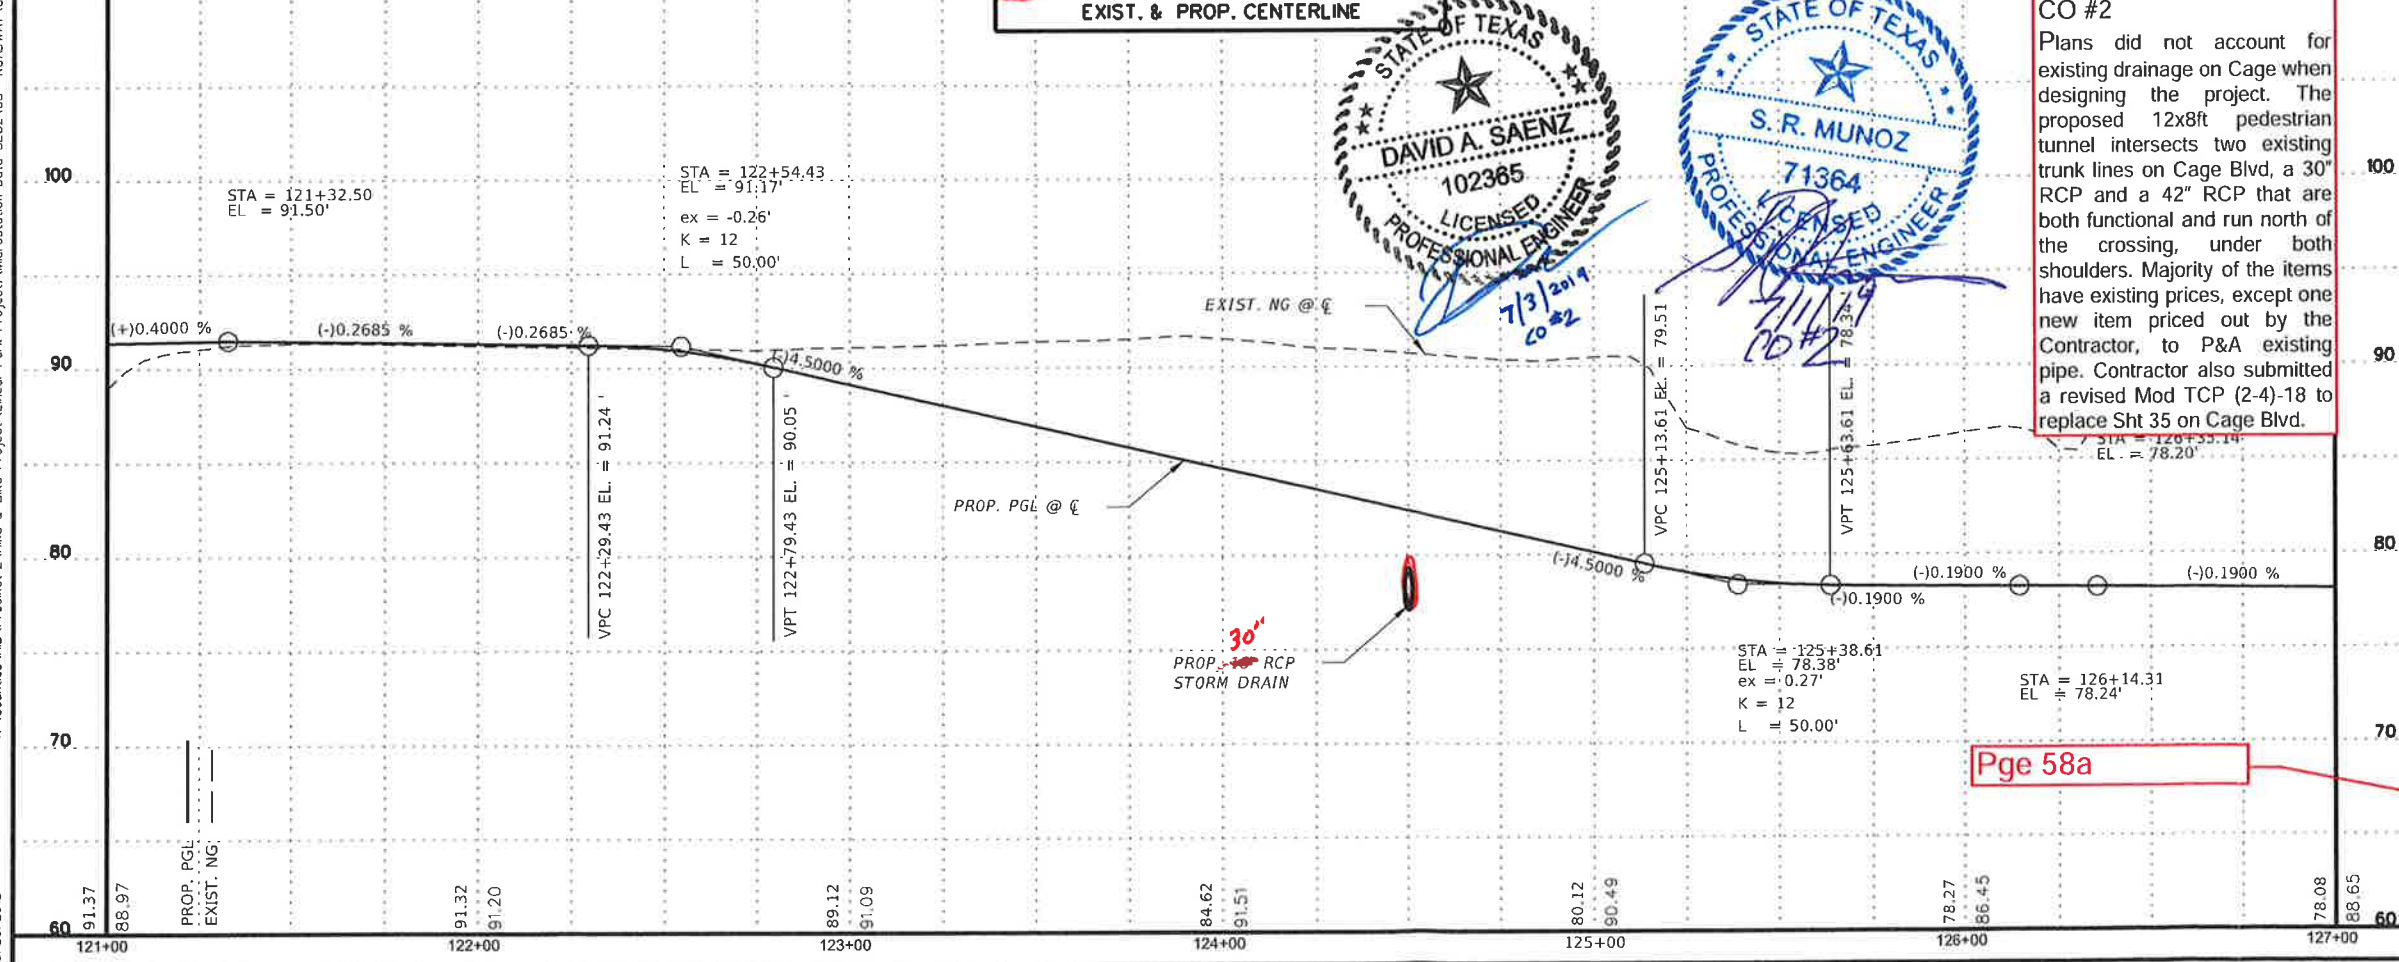 EXIST. & PROP. CENTERLINE
STATE OF TEXAS
DAVID A. SAENZ
102365
LICENSED
PROFESSIONAL ENGINEER
7/3/2019
CO #2
STATE OF TEXAS
S. R. MUNOZ
71364
LICENSED
PROFESSIONAL ENGINEER
CO #2
CO #2
Plans did not account for
existing drainage on Cage when
designing the project. The
proposed 12x8ft pedestrian
tunnel intersects two existing
trunk lines on Cage Blvd, a 30"
RCP and a 42" RCP that are
both functional and run north of
the crossing, under both
shoulders. Majority of the items
have existing prices, except one
new item priced out by the
Contractor, to P&A existing
pipe. Contractor also submitted
a revised Mod TCP (2-4)-18 to
replace Sht 35 on Cage Blvd.
STA = 126+35.14
EL = 78.20'
100
90
80
70
60
100
90
80
70
60
STA = 121+32.50
EL = 91.50'
STA = 122+54.43
EL = 91.17'
ex = -0.26'
K = 12
L = 50.00'
EXIST. NG @ ℄
(+)0.4000 %
(-)0.2685 %
(-)0.2685 %
(-)4.5000 %
VPC 122+29.43 EL. = 91.24 '
VPT 122+79.43 EL. = 90.05 '
PROP. PGL @ ℄
VPC 125+13.61 EL. = 79.51
VPT 125+63.61 EL. = 78.34
(-)4.5000 %
(-)0.1900 %
(-)0.1900 %
(-)0.1900 %
30"
PROP. RCP
STORM DRAIN
STA = 125+38.61
EL = 78.38'
ex = 0.27'
K = 12
L = 50.00'
STA = 126+14.31
EL = 78.24'
Pge 58a
PROP. PGL
EXIST. NG
91.37
88.97
91.32
91.20
89.12
91.09
84.62
91.51
80.12
90.49
78.27
86.45
78.08
88.65
121+00
122+00
123+00
124+00
125+00
126+00
127+00